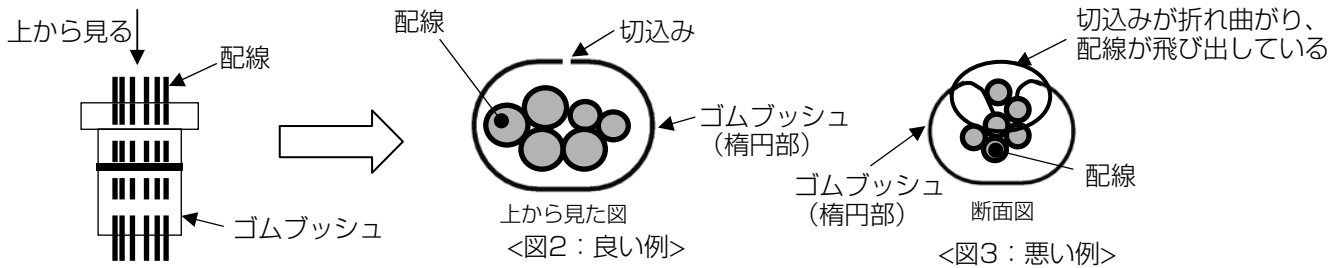 上から見る
配線
ゴムブッシュ
配線
切込み
ゴムブッシュ
（楕円部）
上から見た図
<図2：良い例>
切込みが折れ曲がり、
配線が飛び出している
ゴムブッシュ
（楕円部）
配線
断面図
<図3：悪い例>